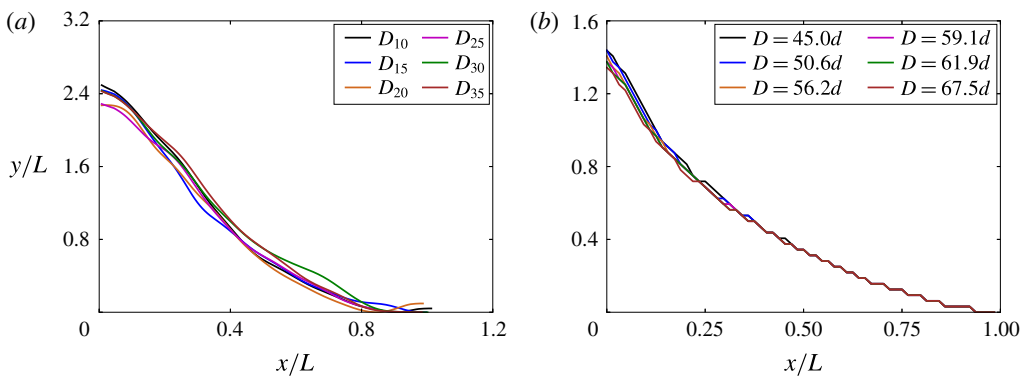 (a)
3.2
2.4
1.6
0.8
y/L
D10 D25
D15 D30
D20 D35
0 0.4 0.8 1.2
x/L
(b)
1.6
1.2
0.8
0.4
D = 45.0d D = 59.1d
D = 50.6d D = 61.9d
D = 56.2d D = 67.5d
0 0.25 0.50 0.75 1.00
x/L